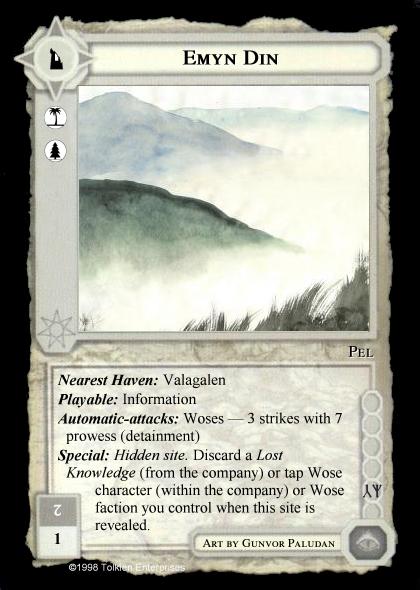 EMYN DIN
PEL
Nearest Haven: Valagalen
Playable: Information
Automatic-attacks: Woses — 3 strikes with 7
prowess (detainment)
Special: Hidden site. Discard a Lost
Knowledge (from the company) or tap Wose
character (within the company) or Wose
faction you control when this site is
revealed.
2
1
ART BY GUNVOR PALUDAN
©1998 Tolkien Enterprises